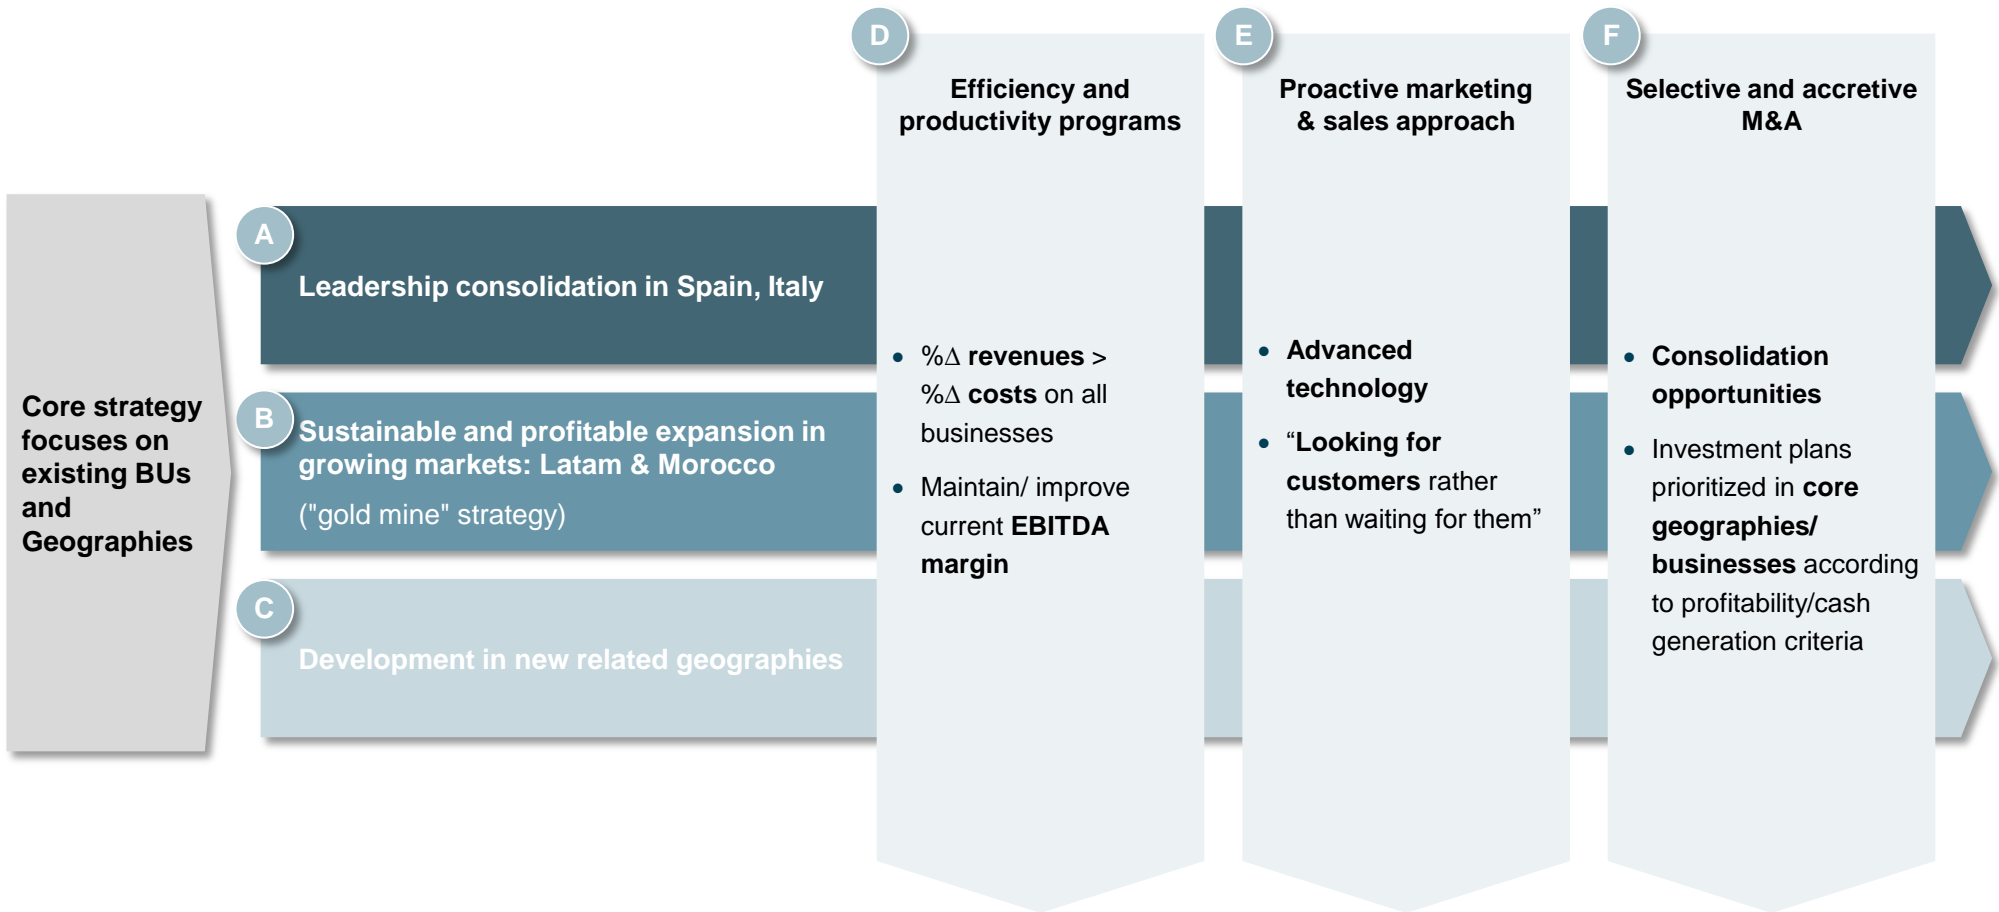 Core strategy
focuses on
existing BUs
and
Geographies
A
Leadership consolidation in Spain, Italy
B
Sustainable and profitable expansion in
growing markets: Latam & Morocco
("gold mine" strategy)
C
Development in new related geographies
D
Efficiency and
productivity programs
• %Δ revenues >
%Δ costs on all
businesses
• Maintain/ improve
current EBITDA
margin
E
Proactive marketing
& sales approach
• Advanced
technology
• “Looking for
customers rather
than waiting for them”
F
Selective and accretive
M&A
• Consolidation
opportunities
• Investment plans
prioritized in core
geographies/
businesses according
to profitability/cash
generation criteria